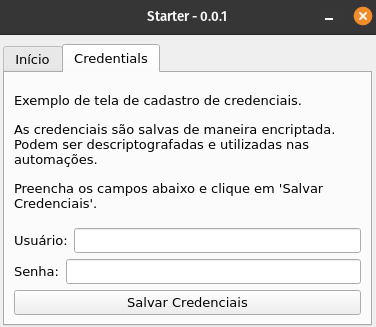 Starter - 0.0.1
Início
Credentials
Exemplo de tela de cadastro de credenciais.
As credenciais são salvas de maneira encriptada.
Podem ser descriptografadas e utilizadas nas
automações.
Preencha os campos abaixo e clique em 'Salvar
Credenciais'.
Usuário:
Senha:
Salvar Credenciais